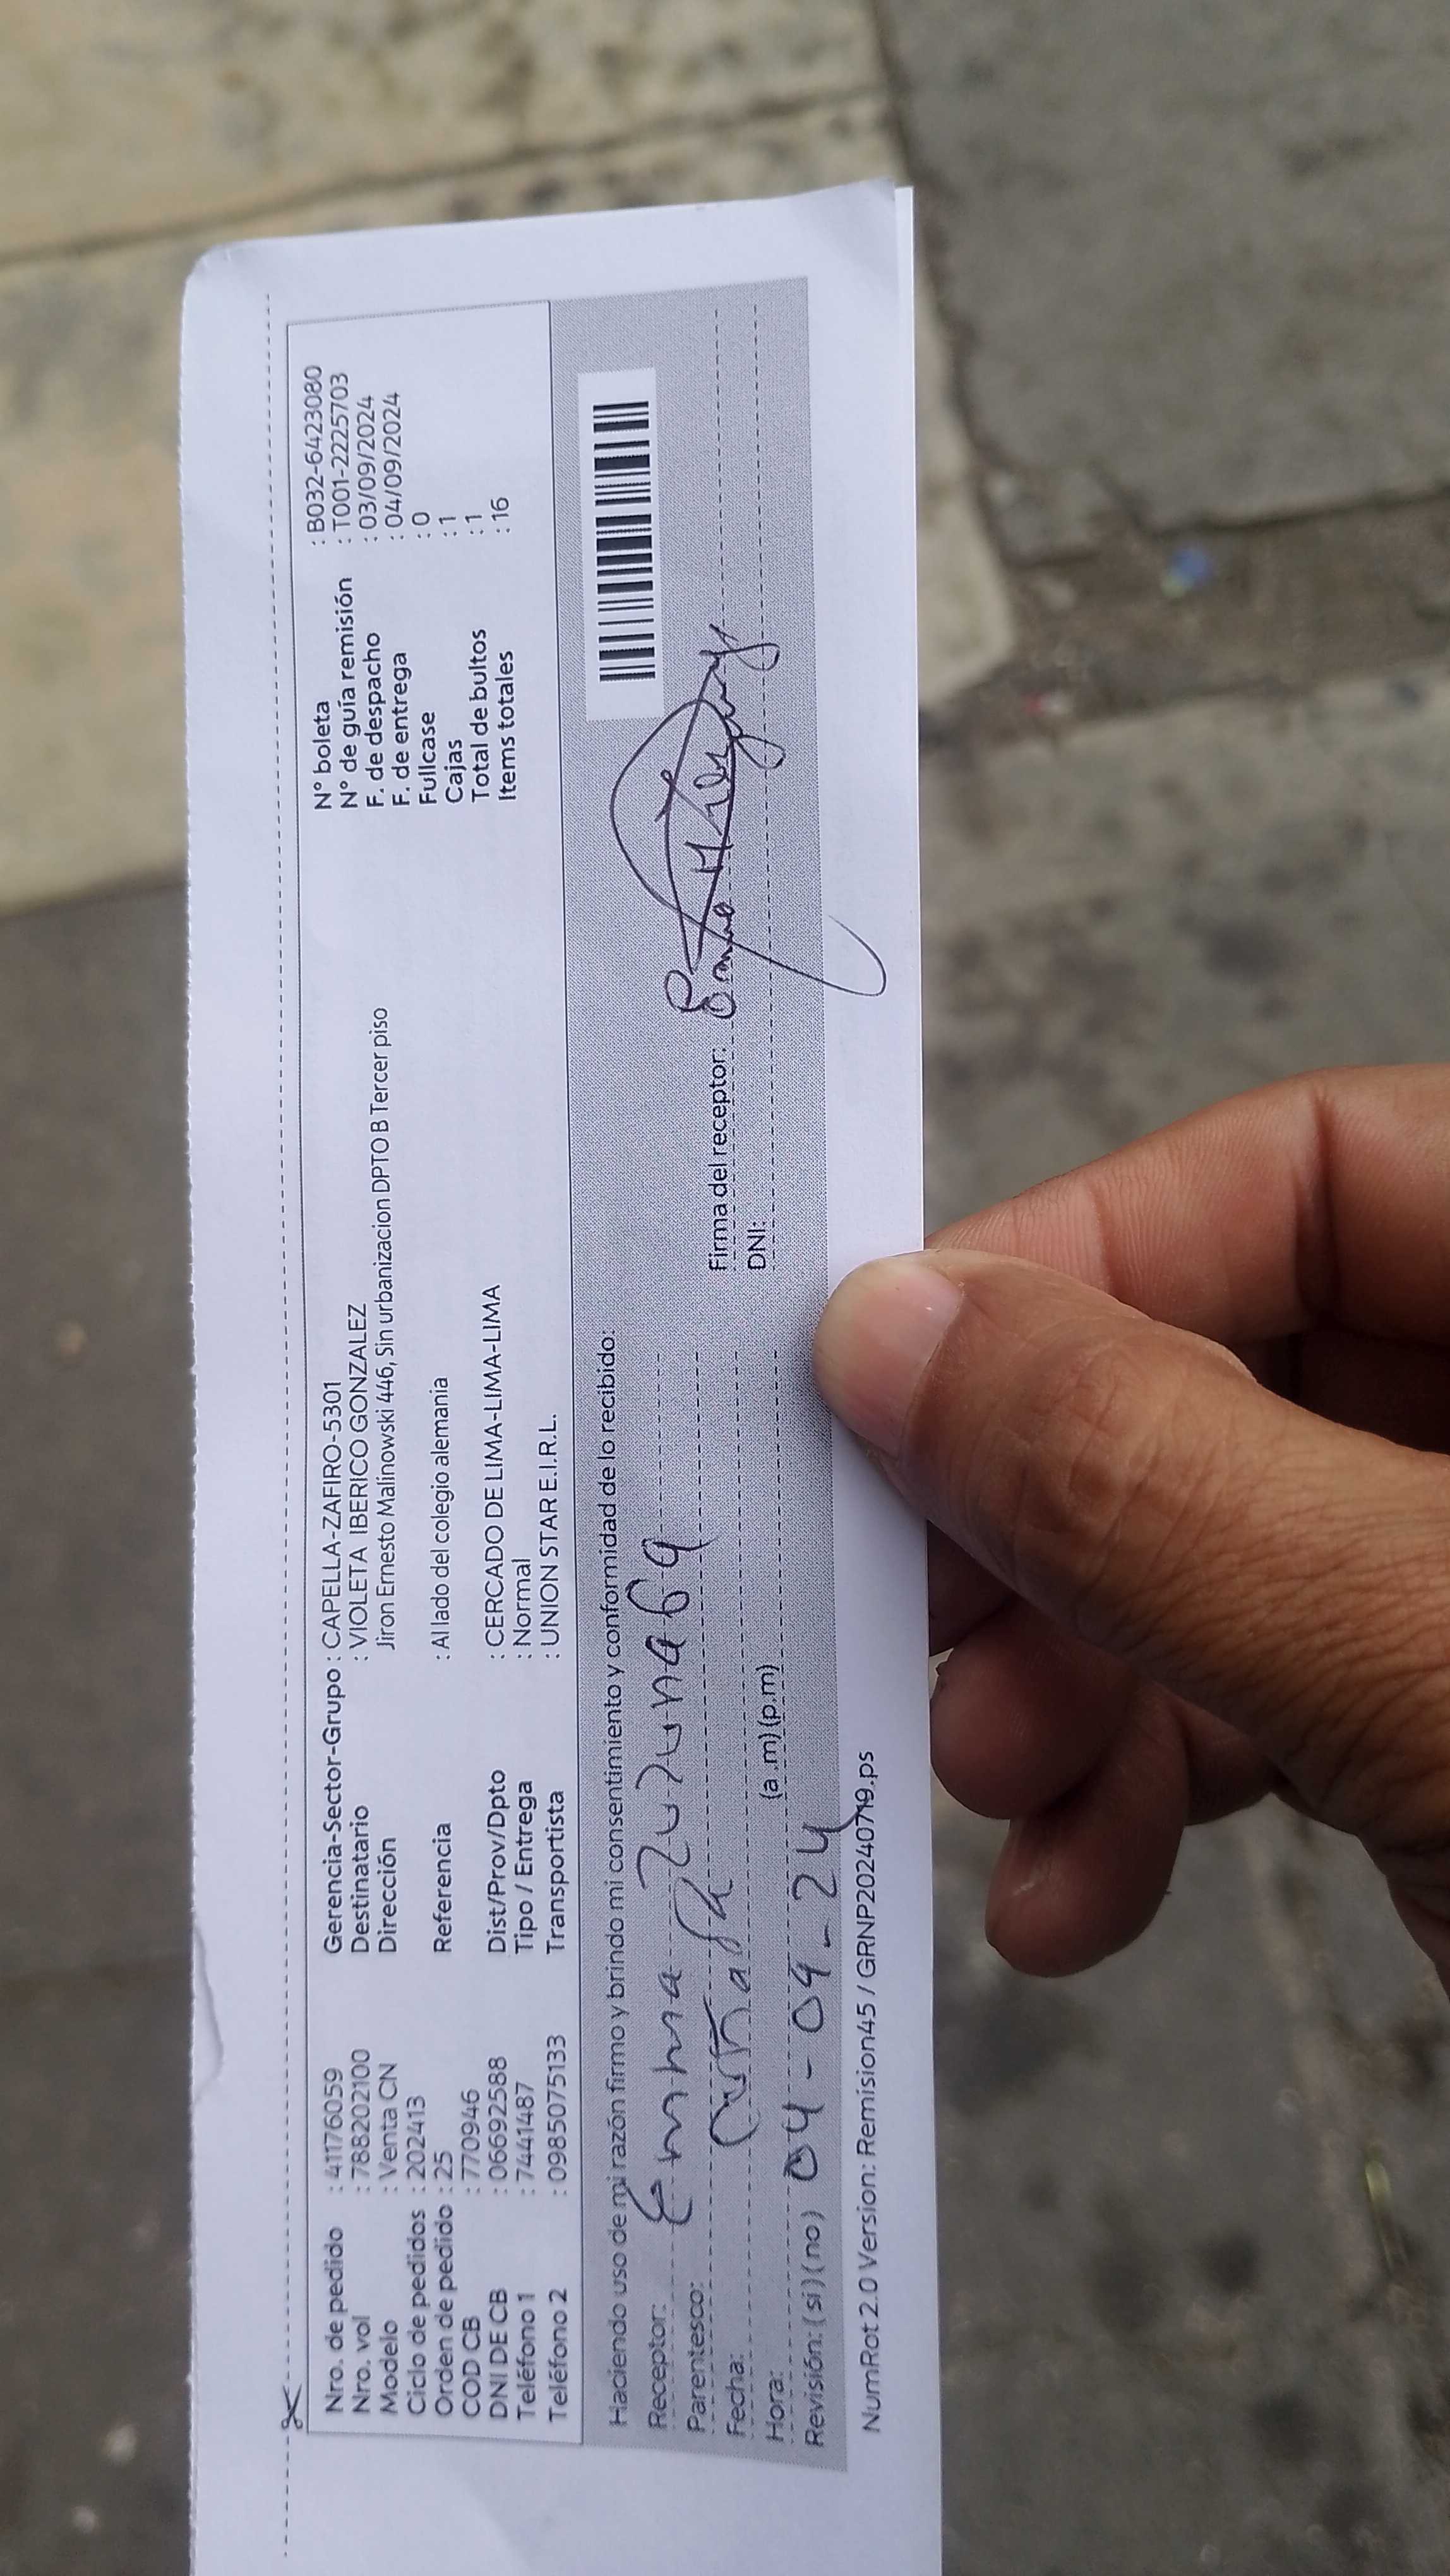 Nro. de pedido : 41176059
Nro. vol : 788202100
Modelo : Venta CN
Ciclo de pedidos : 202413
Orden de pedido : 25
COD CB : 770946
DNI DE CB : 06692588
Teléfono 1 : 7441487
Teléfono 2 : 0985075133
Gerencia-Sector-Grupo : CAPELLA-ZAFIRO-5301
Destinatario : VIOLETA IBERICO GONZALEZ
Dirección Jiron Ernesto Malinowski 446, Sin urbanizacion DPTO B Tercer piso
Referencia : Al lado del colegio alemania
Dist/Prov/Dpto : CERCADO DE LIMA-LIMA-LIMA
Tipo / Entrega : Normal
Transportista : UNION STAR E.I.R.L.
N° boleta : B032-6423080
N° de guía remisión : T001-2225703
F. de despacho : 03/09/2024
F. de entrega : 04/09/2024
Fullcase : 0
Cajas : 1
Total de bultos : 1
Items totales : 16
Haciendo uso de mi razón firmo y brindo mi consentimiento y conformidad de lo recibido:
Receptor: Emma Zuzunaga
Parentesco: Cuñada
Fecha:
Hora: (a .m) (p.m)
Revisión: ( si ) ( no ) 04-09-24
Firma del receptor: Emma
DNI:
NumRot 2.0 Version: Remision45 / GRNP20240719.ps